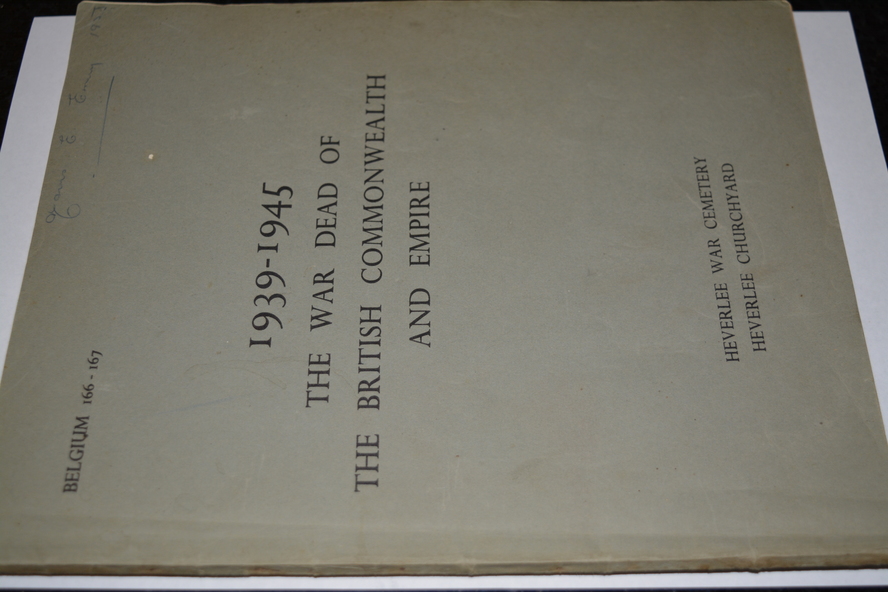 BELGIUM 166 - 167
1939-1945
THE WAR DEAD OF
THE BRITISH COMMONWEALTH
AND EMPIRE
HEVERLEE WAR CEMETERY
HEVERLEE CHURCHYARD